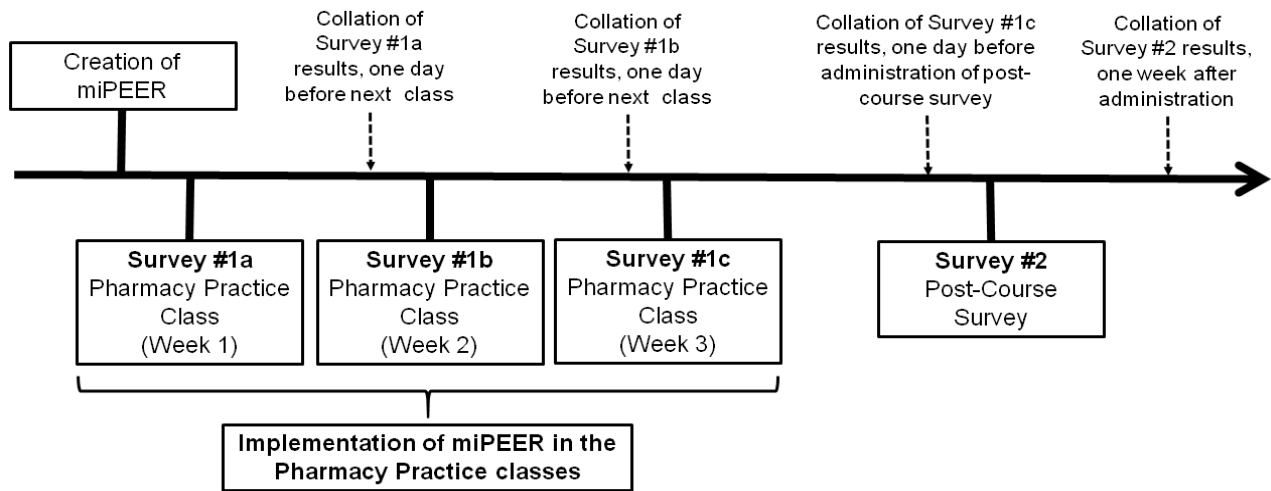 Creation of
miPEER
Collation of
Survey #1a
results, one day
before next class
Collation of
Survey #1b
results, one day
before next class
Collation of Survey #1c
results, one day before
administration of post-
course survey
Collation of
Survey #2 results,
one week after
administration
Survey #1a
Pharmacy Practice
Class
(Week 1)
Survey #1b
Pharmacy Practice
Class
(Week 2)
Survey #1c
Pharmacy Practice
Class
(Week 3)
Survey #2
Post-Course
Survey
Implementation of miPEER in the
Pharmacy Practice classes